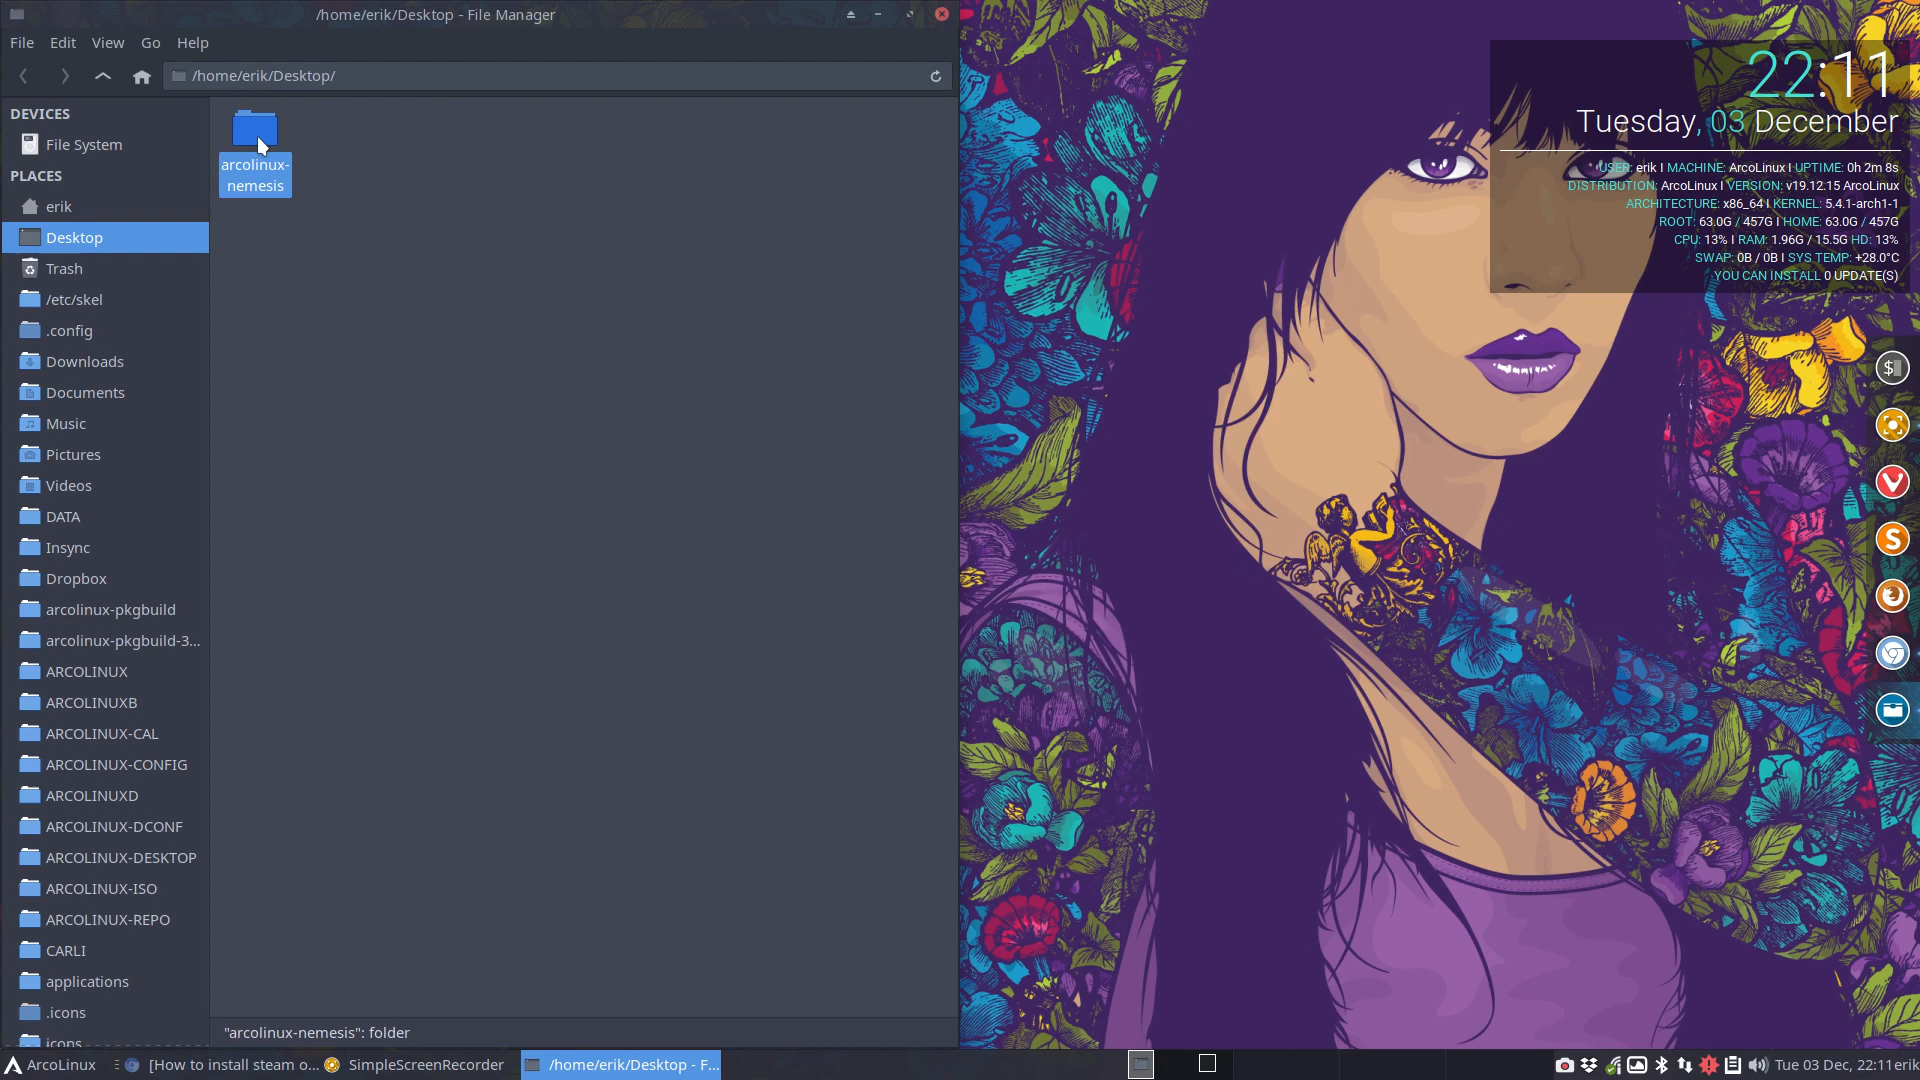 /home/erik/Desktop - File Manager
File Edit View Go Help
/home/erik/Desktop/
DEVICES
File System
PLACES
erik
Desktop
Trash
/etc/skel
.config
Downloads
Documents
Music
Pictures
Videos
DATA
Insync
Dropbox
arcolinux-pkgbuild
arcolinux-pkgbuild-3...
ARCOLINUX
ARCOLINUXB
ARCOLINUX-CAL
ARCOLINUX-CONFIG
ARCOLINUXD
ARCOLINUX-DCONF
ARCOLINUX-DESKTOP
ARCOLINUX-ISO
ARCOLINUX-REPO
CARLI
applications
.icons
icons
arcolinux-
nemesis
"arcolinux-nemesis": folder
22:11
Tuesday, 03 December
USER: erik I MACHINE: ArcoLinux I UPTIME: 0h 2m 8s
DISTRIBUTION: ArcoLinux I VERSION: v19.12.15 ArcoLinux
ARCHITECTURE: x86_64 I KERNEL: 5.4.1-arch1-1
ROOT: 63.0G / 457G I HOME: 63.0G / 457G
CPU: 13% I RAM: 1.96G / 15.5G HD: 13%
SWAP: 0B / 0B I SYS TEMP: +28.0°C
YOU CAN INSTALL 0 UPDATE(S)
ArcoLinux
[How to install steam o...
SimpleScreenRecorder
/home/erik/Desktop - F...
Tue 03 Dec, 22:11erik